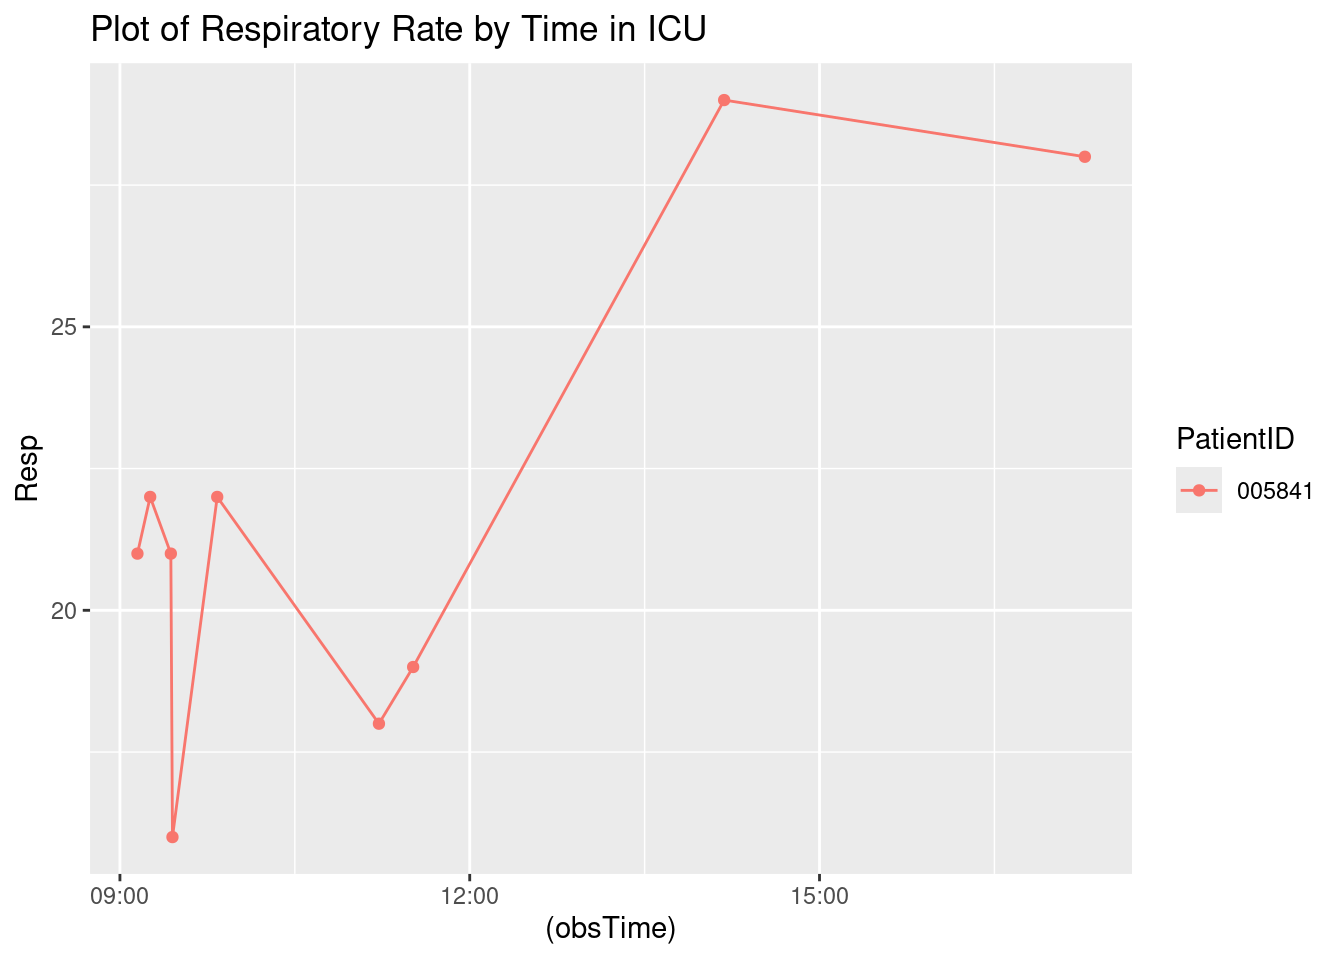 Plot of Respiratory Rate by Time in ICU
25
20
Resp
09:00
12:00
15:00
(obsTime)
PatientID
005841